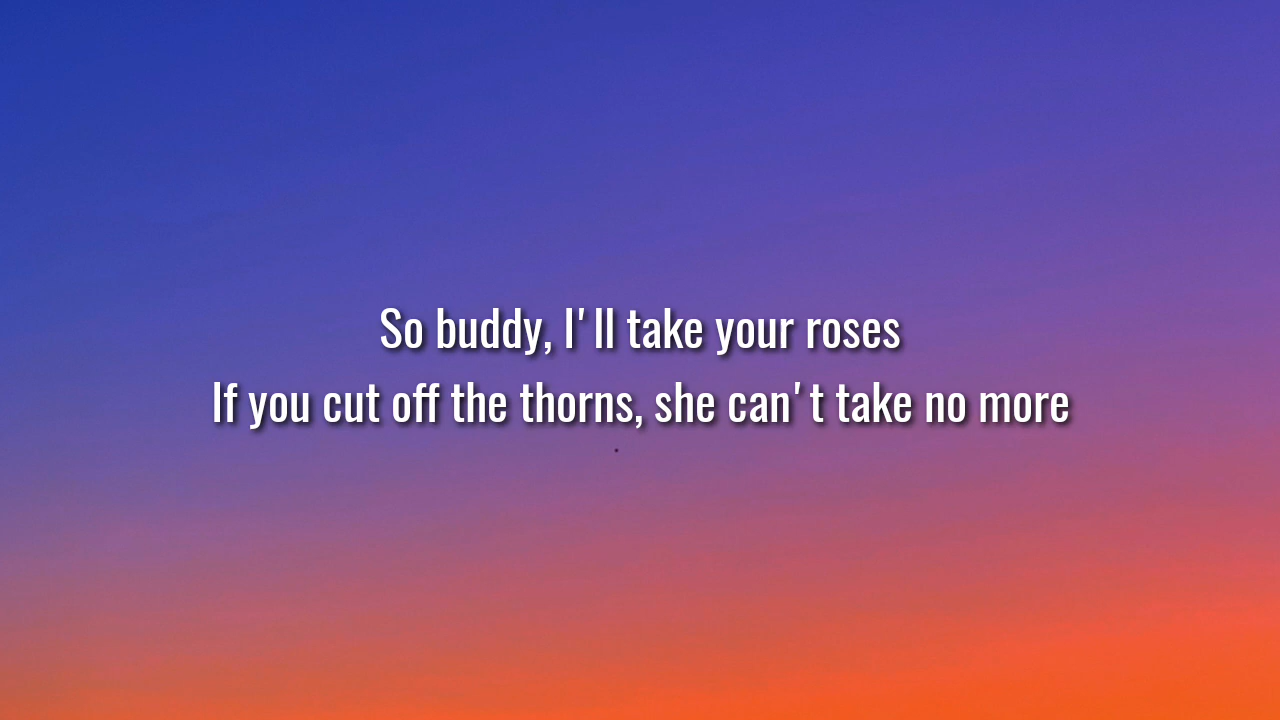 So buddy, I'll take your roses
If you cut off the thorns, she can't take no more